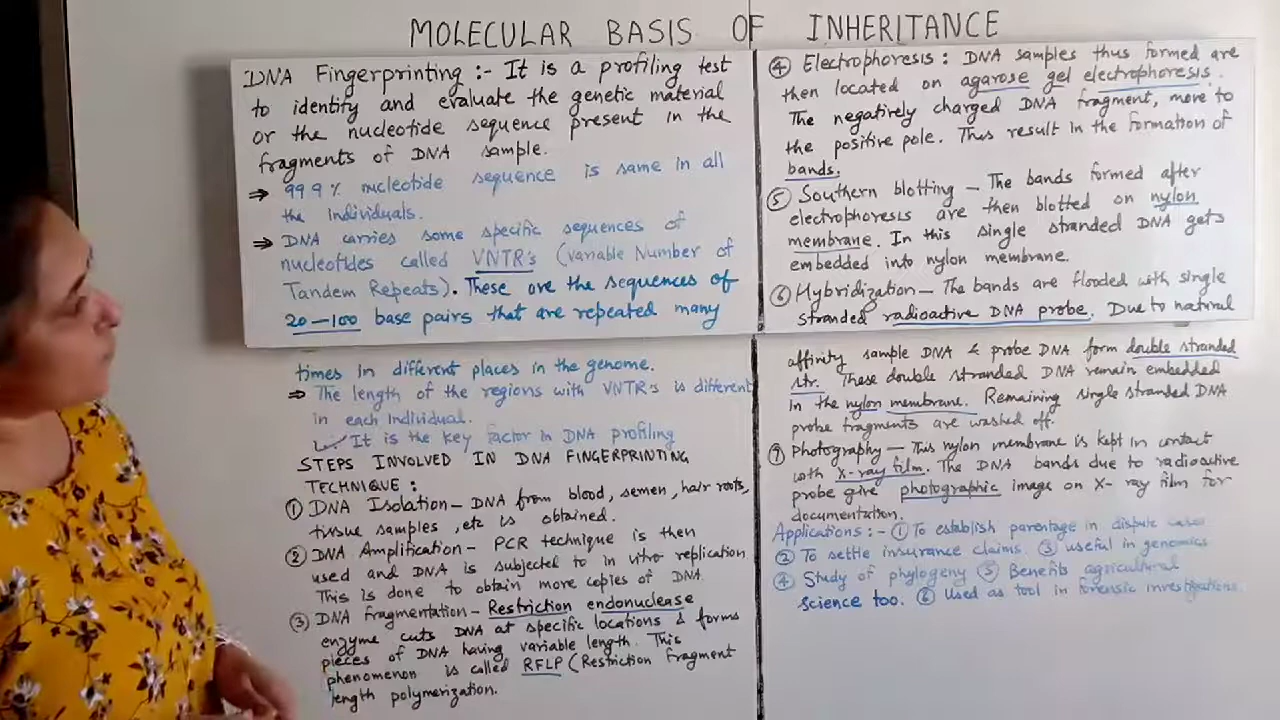 MOLECULAR BASIS OF INHERITANCE
DNA Fingerprinting :- It is a profiling test
to identify and evaluate the genetic material
or the nucleotide sequence present in the
fragments of DNA sample.
⇒ 99.9% nucleotide sequence is same in all
the individuals.
⇒ DNA carries some specific sequences of
nucleotides called VNTR's (Variable Number of
Tandem Repeats). These are the sequences of
20-100 base pairs that are repeated many
times in different places in the genome.
⇒ The length of the regions with VNTR's is different
in each individual.
✓ It is the key factor in DNA profiling
STEPS INVOLVED IN DNA FINGERPRINTING
TECHNIQUE :
① DNA Isolation - DNA from blood, semen, hair roots,
tissue samples, etc is obtained.
② DNA Amplification - PCR technique is then
used and DNA is subjected to in vitro replication
This is done to obtain more copies of DNA
③ DNA fragmentation - Restriction endonuclease
enzyme cuts DNA at specific locations & forms
pieces of DNA having variable length. This
phenomenon is called RFLP (Restriction fragment
length polymerization.
④ Electrophoresis : DNA samples thus formed are
then located on agarose gel electrophoresis.
The negatively charged DNA fragment, move to
the positive pole. Thus result in the formation of
bands.
⑤ Southern blotting - The bands formed after
electrophoresis are then blotted on nylon
membrane. In this single stranded DNA gets
embedded into nylon membrane.
⑥ Hybridization - The bands are flooded with single
stranded radioactive DNA probe. Due to natural
affinity sample DNA & probe DNA form double stranded
str. These double stranded DNA remain embedded
in the nylon membrane. Remaining single stranded DNA
probe fragments are washed off.
⑦ Photography - This nylon membrane is kept in contact
with X-ray film. The DNA bands due to radioactive
probe give photographic image on X-ray film for
documentation.
Applications :- ① To establish parentage in dispute cases
② To settle insurance claims ③ useful in genomics
④ Study of phylogeny ⑤ Benefits agricultural
science too. ⑥ Used as tool in forensic investigations.